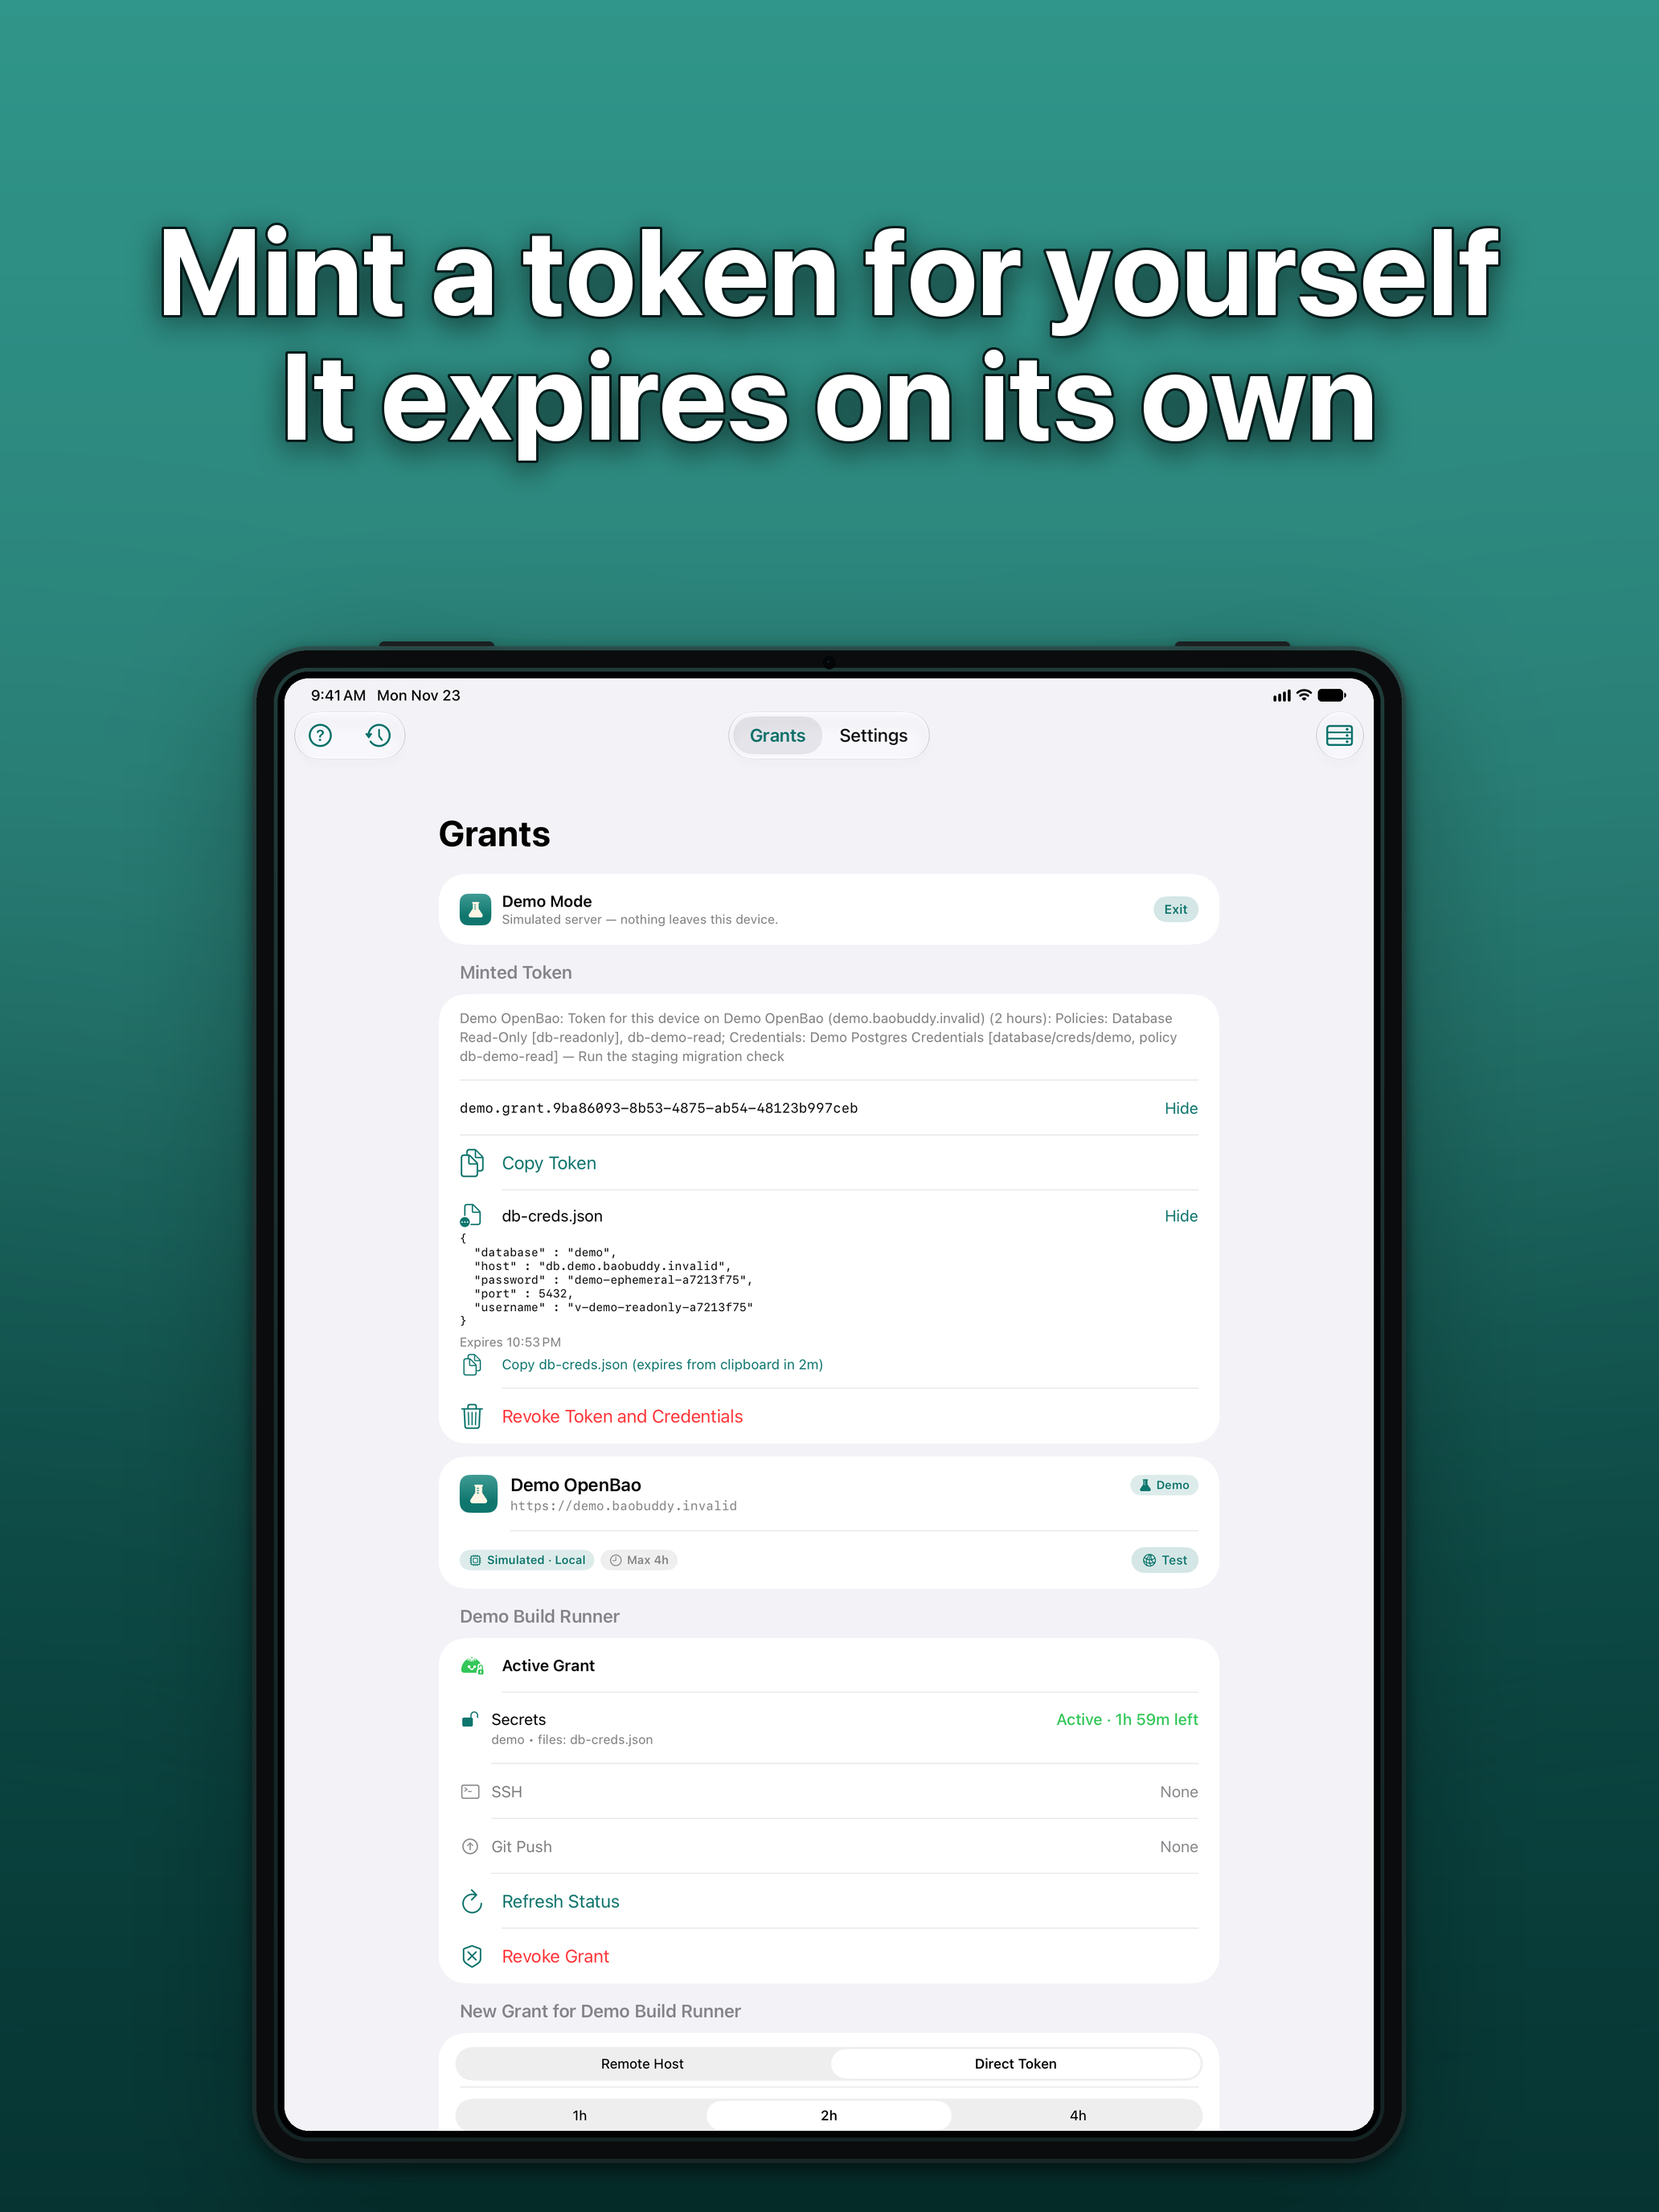 Mint a token for yourself
It expires on its own
9:41 AM Mon Nov 23
Grants Settings
Grants
Demo Mode
Simulated server — nothing leaves this device.
Exit
Minted Token
Demo OpenBao: Token for this device on Demo OpenBao (demo.baobuddy.invalid) (2 hours): Policies: Database
Read-Only [db-readonly], db-demo-read; Credentials: Demo Postgres Credentials [database/creds/demo, policy
db-demo-read] — Run the staging migration check
demo.grant.9ba86093-8b53-4875-ab54-48123b997ceb Hide
Copy Token
db-creds.json Hide
{
"database" : "demo",
"host" : "db.demo.baobuddy.invalid",
"password" : "demo-ephemeral-a7213f75",
"port" : 5432,
"username" : "v-demo-readonly-a7213f75"
}
Expires 10:53 PM
Copy db-creds.json (expires from clipboard in 2m)
Revoke Token and Credentials
Demo OpenBao Demo
https://demo.baobuddy.invalid
Simulated · Local Max 4h Test
Demo Build Runner
Active Grant
Secrets Active · 1h 59m left
demo • files: db-creds.json
SSH None
Git Push None
Refresh Status
Revoke Grant
New Grant for Demo Build Runner
Remote Host Direct Token
1h 2h 4h